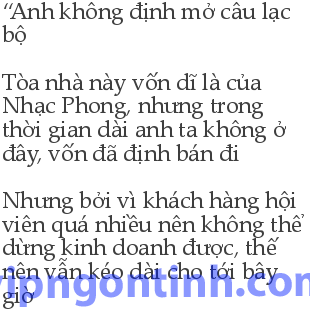 “Anh không định mở câu lạc
bộ
Tòa nhà này vốn dĩ là của
Nhạc Phong, nhưng trong
thời gian dài anh ta không ở
đây, vốn đã định bán đi
Nhưng bởi vì khách hàng hội
viên quá nhiều nên không thể
dừng kinh doanh được, thế
nên vẫn kéo dài cho tới bây
giờ
vipngontinh.com